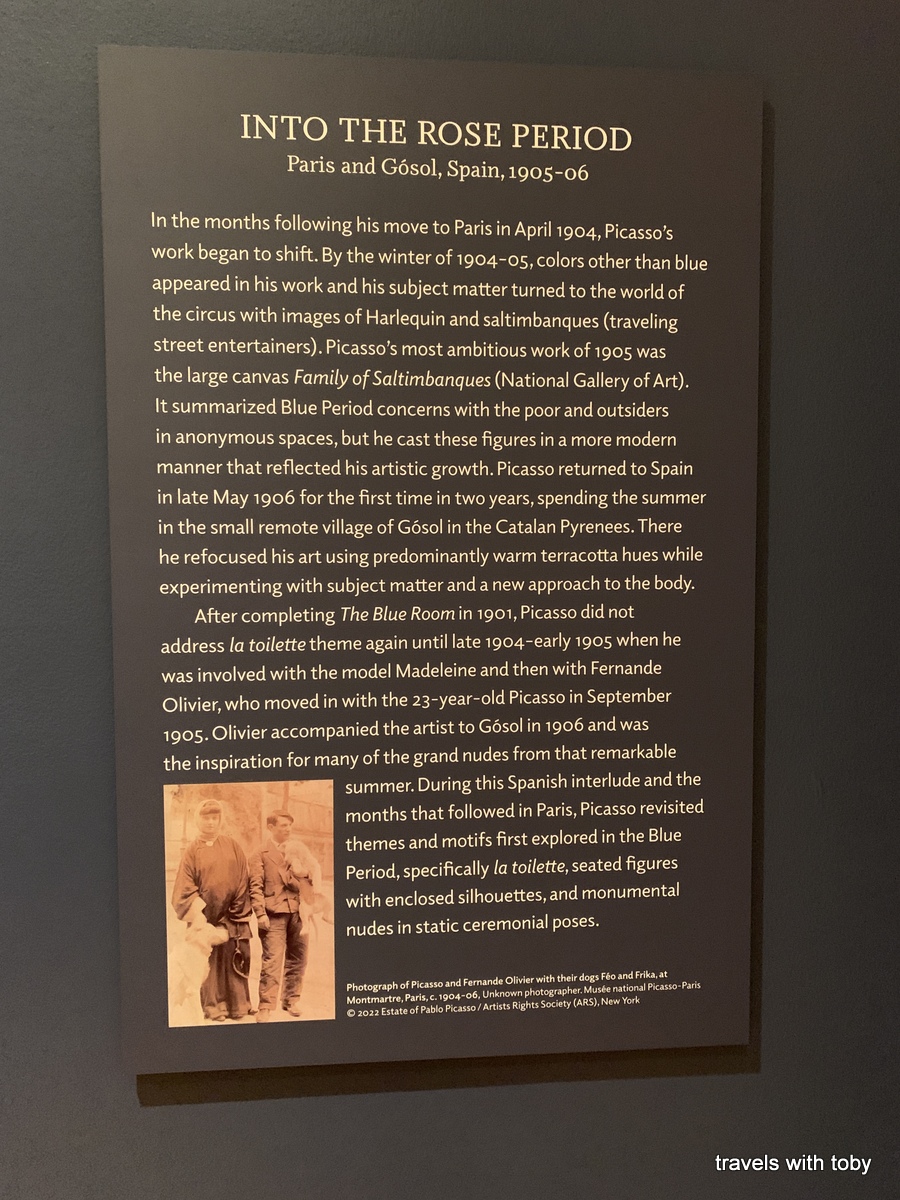 INTO THE ROSE PERIOD
Paris and Gósol, Spain, 1905–06
In the months following his move to Paris in April 1904, Picasso's
work began to shift. By the winter of 1904–05, colors other than blue
appeared in his work and his subject matter turned to the world of
the circus with images of Harlequin and saltimbanques (traveling
street entertainers). Picasso's most ambitious work of 1905 was
the large canvas Family of Saltimbanques (National Gallery of Art).
It summarized Blue Period concerns with the poor and outsiders
in anonymous spaces, but he cast these figures in a more modern
manner that reflected his artistic growth. Picasso returned to Spain
in late May 1906 for the first time in two years, spending the summer
in the small remote village of Gósol in the Catalan Pyrenees. There
he refocused his art using predominantly warm terracotta hues while
experimenting with subject matter and a new approach to the body.
After completing The Blue Room in 1901, Picasso did not
address la toilette theme again until late 1904–early 1905 when he
was involved with the model Madeleine and then with Fernande
Olivier, who moved in with the 23-year-old Picasso in September
1905. Olivier accompanied the artist to Gósol in 1906 and was
the inspiration for many of the grand nudes from that remarkable
summer. During this Spanish interlude and the
months that followed in Paris, Picasso revisited
themes and motifs first explored in the Blue
Period, specifically la toilette, seated figures
with enclosed silhouettes, and monumental
nudes in static ceremonial poses.
Photograph of Picasso and Fernande Olivier with their dogs Féo and Frika, at
Montmartre, Paris, c. 1904–06, Unknown photographer. Musée national Picasso-Paris
© 2022 Estate of Pablo Picasso / Artists Rights Society (ARS), New York
travels with toby